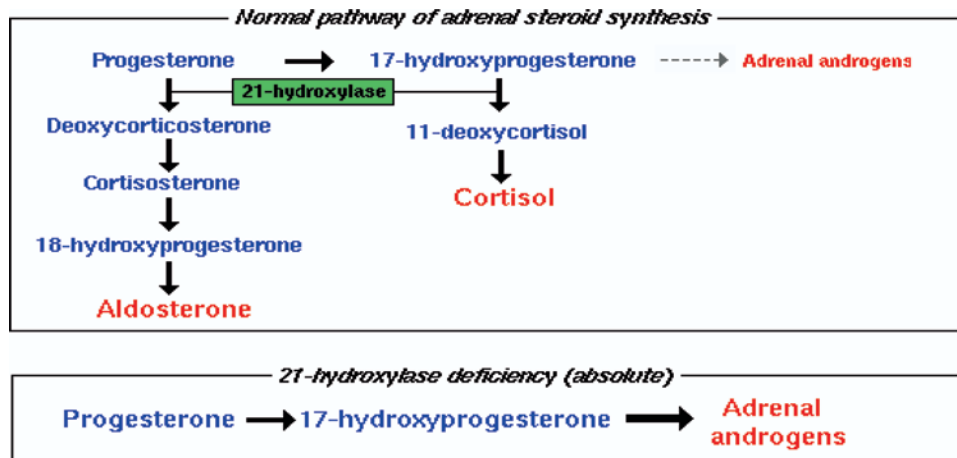 Normal pathway of adrenal steroid synthesis
Progesterone 17-hydroxyprogesterone Adrenal androgens
21-hydroxylase
Deoxycorticosterone 11-deoxycortisol
Cortisosterone Cortisol
18-hydroxyprogesterone
Aldosterone
21-hydroxylase deficiency (absolute)
Progesterone 17-hydroxyprogesterone Adrenal
androgens